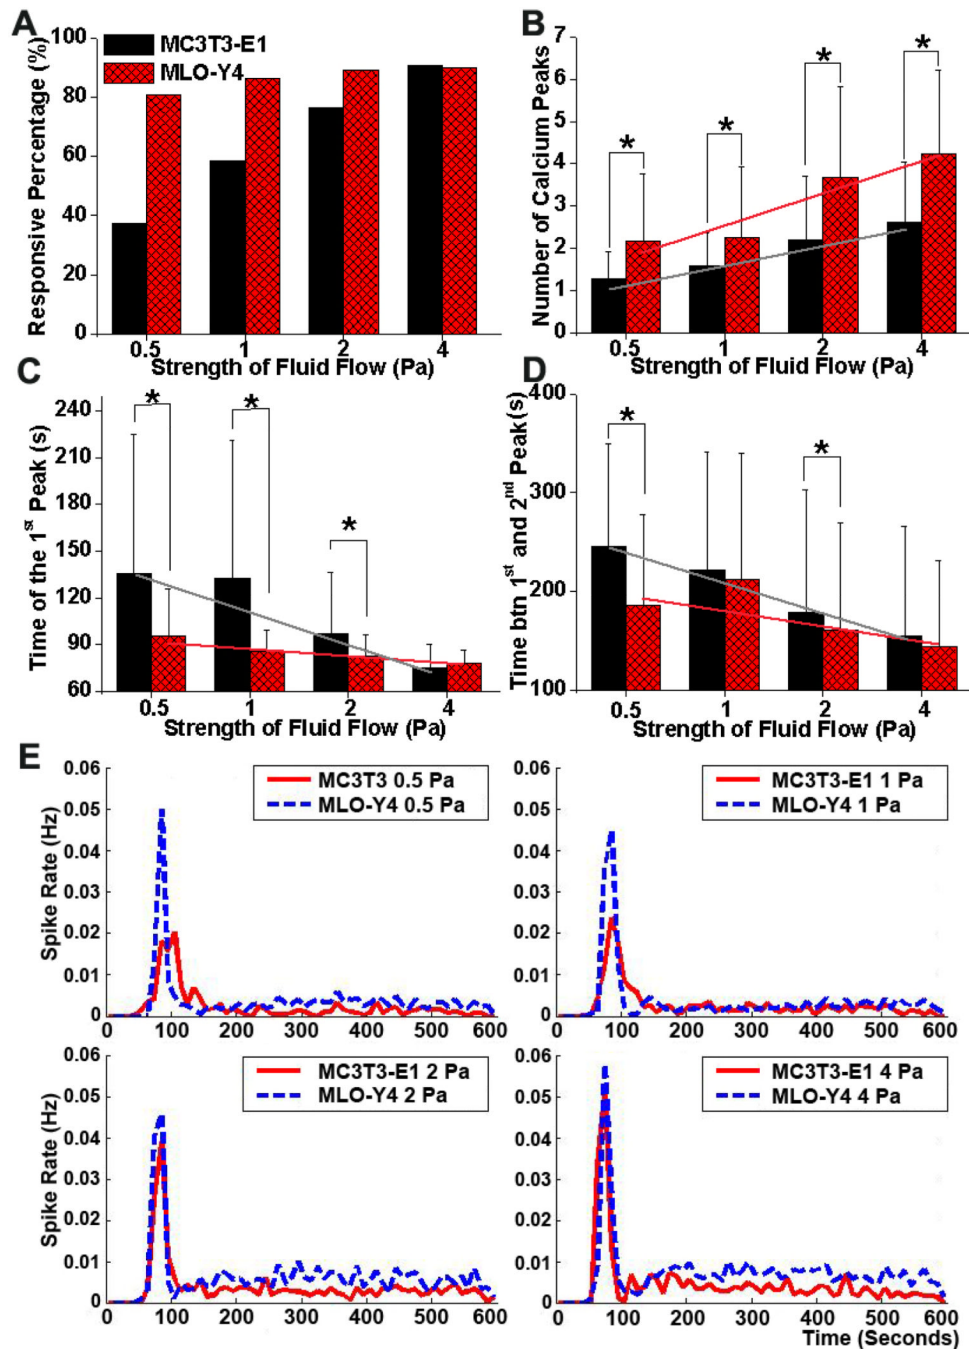 A
Responsive Percentage (%)
100
80
60
40
20
0
MC3T3-E1
MLO-Y4
0.5 1 2 4
Strength of Fluid Flow (Pa)
B
Number of Calcium Peaks
7
6
5
4
3
2
1
0
* * * *
0.5 1 2 4
Strength of Fluid Flow (Pa)
C
Time of the 1st Peak (s)
240
210
180
150
120
90
60
* * *
0.5 1 2 4
Strength of Fluid Flow (Pa)
D
Time btn 1st and 2nd Peak(s)
400
300
200
100
* *
0.5 1 2 4
Strength of Fluid Flow (Pa)
E
Spike Rate (Hz)
0.06
0.05
0.04
0.03
0.02
0.01
0
MC3T3 0.5 Pa
MLO-Y4 0.5 Pa
0 100 200 300 400 500 600
0.06
0.05
0.04
0.03
0.02
0.01
0
MC3T3-E1 1 Pa
MLO-Y4 1 Pa
0 100 200 300 400 500 600
Spike Rate (Hz)
0.06
0.05
0.04
0.03
0.02
0.01
0
MC3T3-E1 2 Pa
MLO-Y4 2 Pa
0 100 200 300 400 500 600
0.06
0.05
0.04
0.03
0.02
0.01
0
MC3T3-E1 4 Pa
MLO-Y4 4 Pa
0 100 200 300 400 500 600
Time (Seconds)